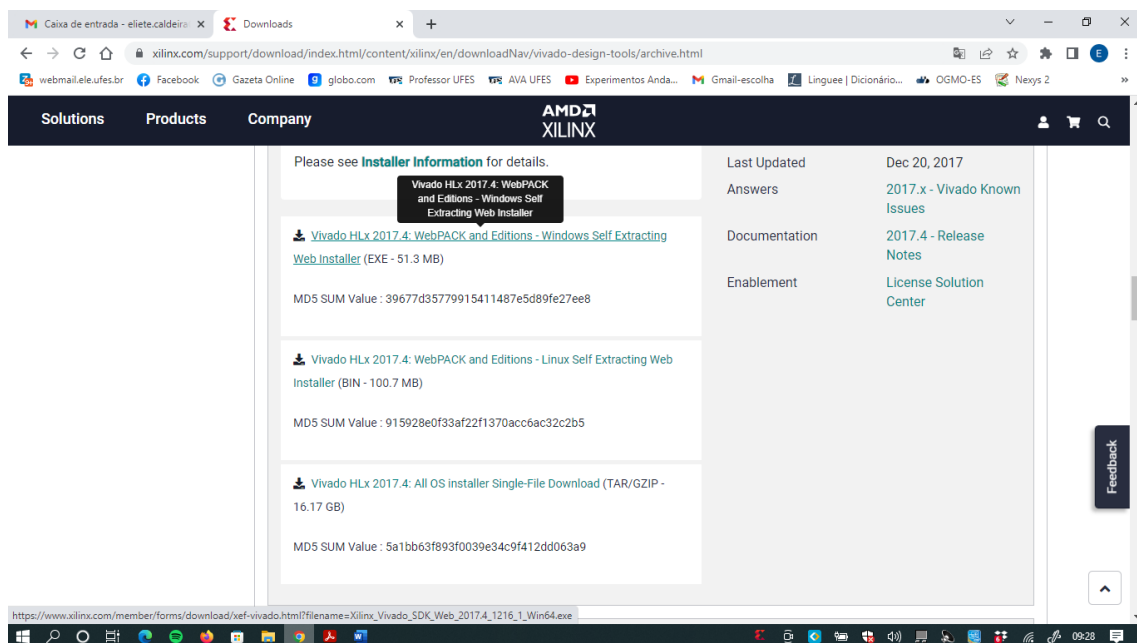 Caixa de entrada - eliete.caldeira
Downloads
xilinx.com/support/download/index.html/content/xilinx/en/downloadNav/vivado-design-tools/archive.html
E
webmail.ele.ufes.br
Facebook
Gazeta Online
globo.com
Professor UFES
AVA UFES
Experimentos Anda...
Gmail-escolha
Linguee | Dicionário...
OGMO-ES
Nexys 2
»
Solutions
Products
Company
AMD
XILINX
Please see Installer Information for details.
Vivado HLx 2017.4: WebPACK
and Editions - Windows Self
Extracting Web Installer
Vivado HLx 2017.4: WebPACK and Editions - Windows Self Extracting
Web Installer (EXE - 51.3 MB)
MD5 SUM Value : 39677d35779915411487e5d89fe27ee8
Vivado HLx 2017.4: WebPACK and Editions - Linux Self Extracting Web
Installer (BIN - 100.7 MB)
MD5 SUM Value : 915928e0f33af22f1370acc6ac32c2b5
Vivado HLx 2017.4: All OS installer Single-File Download (TAR/GZIP -
16.17 GB)
MD5 SUM Value : 5a1bb63f893f0039e34c9f412dd063a9
Last Updated
Dec 20, 2017
Answers
2017.x - Vivado Known
Issues
Documentation
2017.4 - Release
Notes
Enablement
License Solution
Center
Feedback
https://www.xilinx.com/member/forms/download/xef-vivado.html?filename=Xilinx_Vivado_SDK_Web_2017.4_1216_1_Win64.exe
09:28